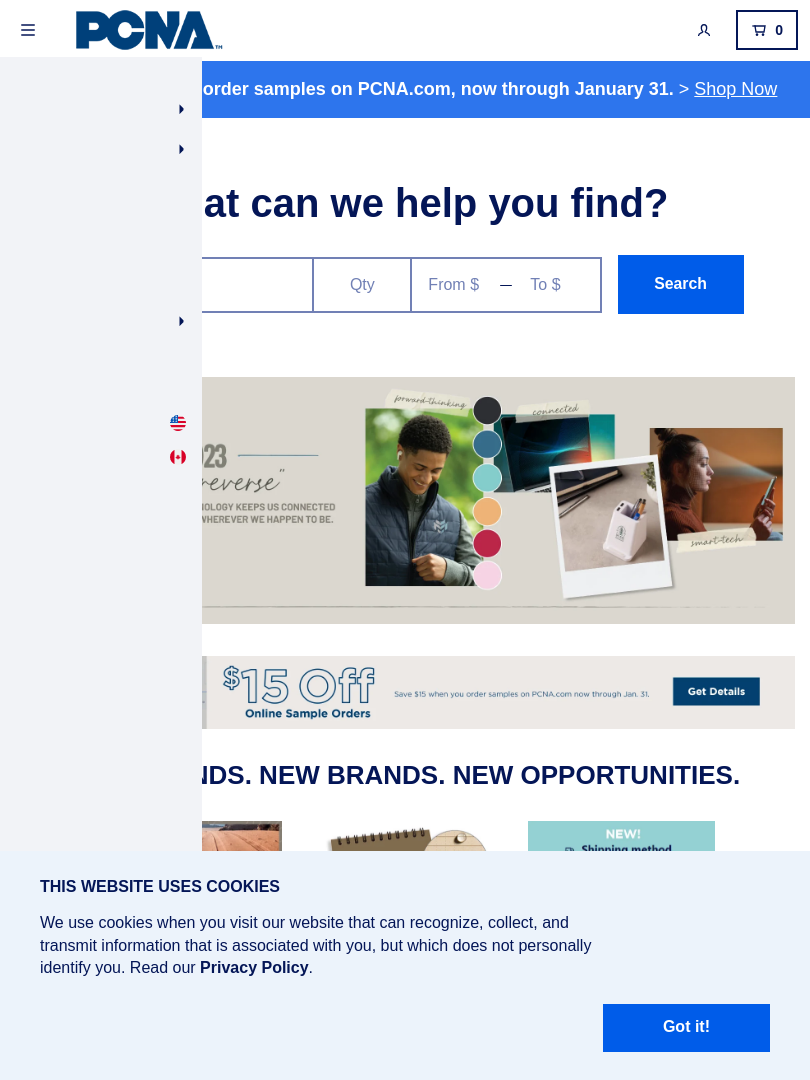 PCNA™
0
order samples on PCNA.com, now through January 31. > Shop Now
at can we help you find?
Qty
From $
—
To $
Search
forward-thinking
connected
23
reverse"
NOLOGY KEEPS US CONNECTED
WHEREVER WE HAPPEN TO BE.
smart-tech
$15 Off
Online Sample Orders
Save $15 when you order samples on PCNA.com now through Jan. 31.
Get Details
NDS. NEW BRANDS. NEW OPPORTUNITIES.
NEW!
Shipping method
THIS WEBSITE USES COOKIES
We use cookies when you visit our website that can recognize, collect, and
transmit information that is associated with you, but which does not personally
identify you. Read our Privacy Policy.
Got it!